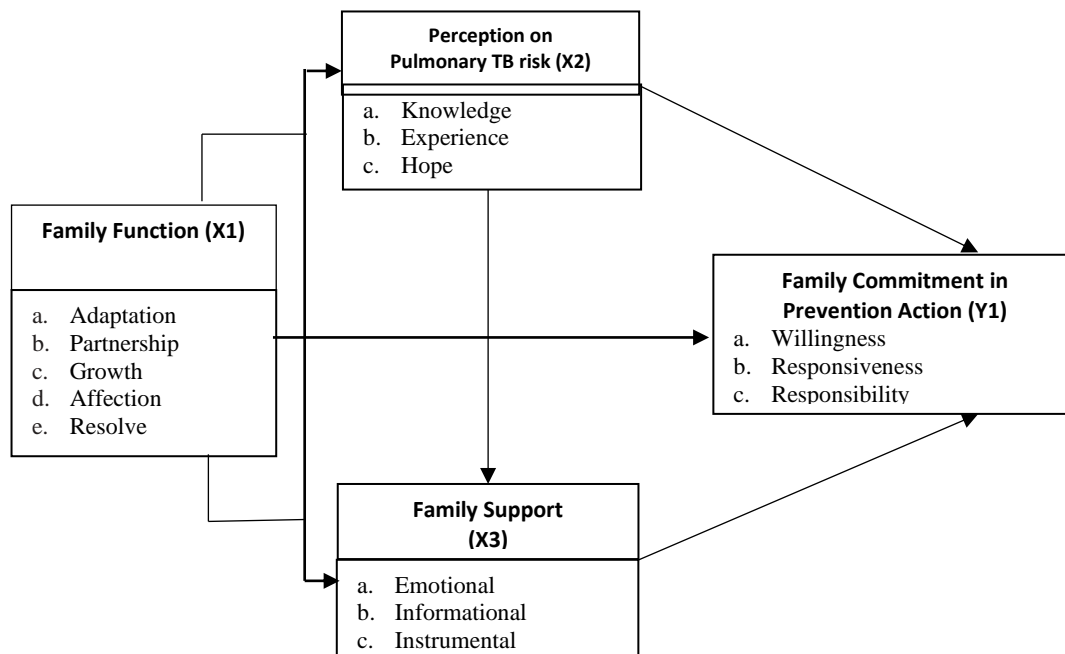 Perception on
Pulmonary TB risk (X2)
a. Knowledge
b. Experience
c. Hope
Family Function (X1)
a. Adaptation
b. Partnership
c. Growth
d. Affection
e. Resolve
Family Commitment in
Prevention Action (Y1)
a. Willingness
b. Responsiveness
c. Responsibility
Family Support
(X3)
a. Emotional
b. Informational
c. Instrumental